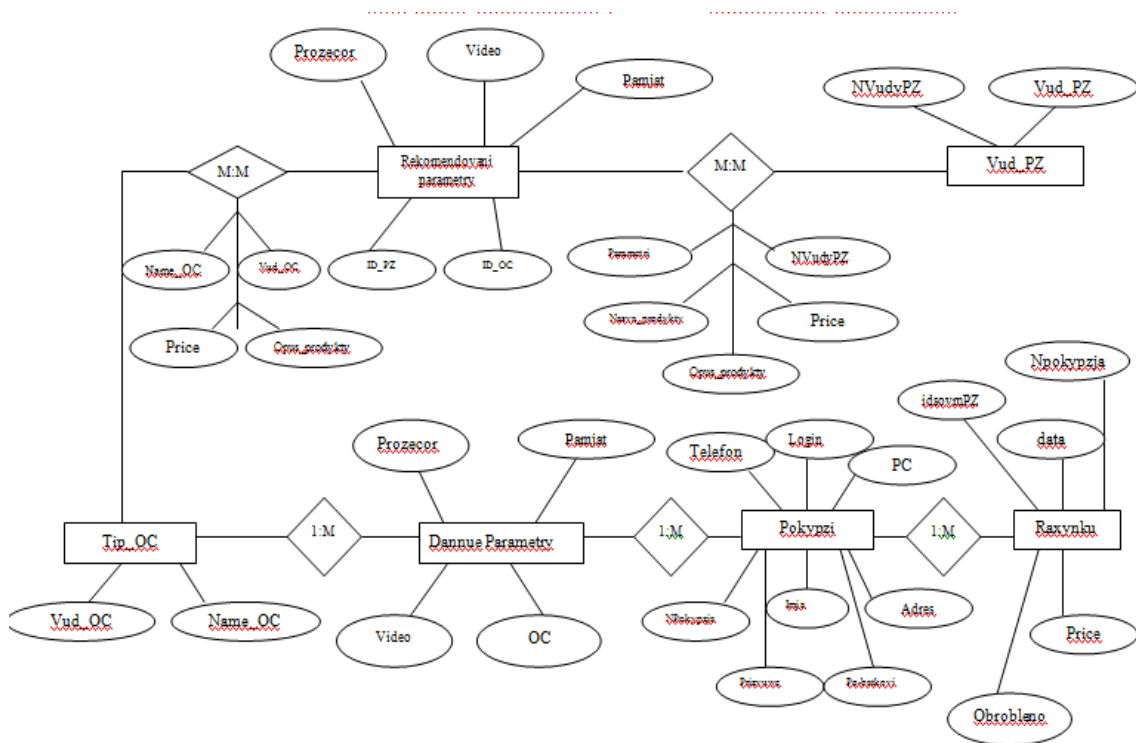 Prozecor
Video
Pamjat
NVudyPZ
Vud_PZ
M:M
Rekomendovani
parametry
M:M
Vud_PZ
Name_OC
Vud_OC
ID_PZ
ID_OC
NVudyPZ
Price
Opus_produkty
Price
Opus_produkty
Npokypzja
idsovmPZ
Prozecor
Pamjat
Telefon
Login
PC
data
Tip_OC
1:M
Dannue Parametry
1:M
Pokypzi
1:M
Raxynku
Vud_OC
Name_OC
Video
OC
Adres
Price
Obrobleno